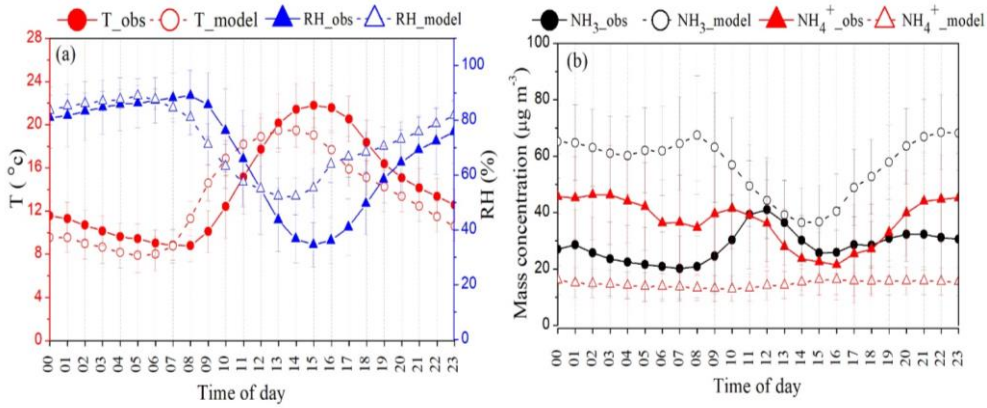 T_obs T_model RH_obs RH_model
(a)
T ( °c)
28
24
20
16
12
8
4
0
100
80
60
40
20
0
RH (%)
00 01 02 03 04 05 06 07 08 09 10 11 12 13 14 15 16 17 18 19 20 21 22 23
Time of day
NH3_obs NH3_model NH4+_obs NH4+_model
(b)
Mass concentration (μg m-3)
100
80
60
40
20
0
00 01 02 03 04 05 06 07 08 09 10 11 12 13 14 15 16 17 18 19 20 21 22 23
Time of day